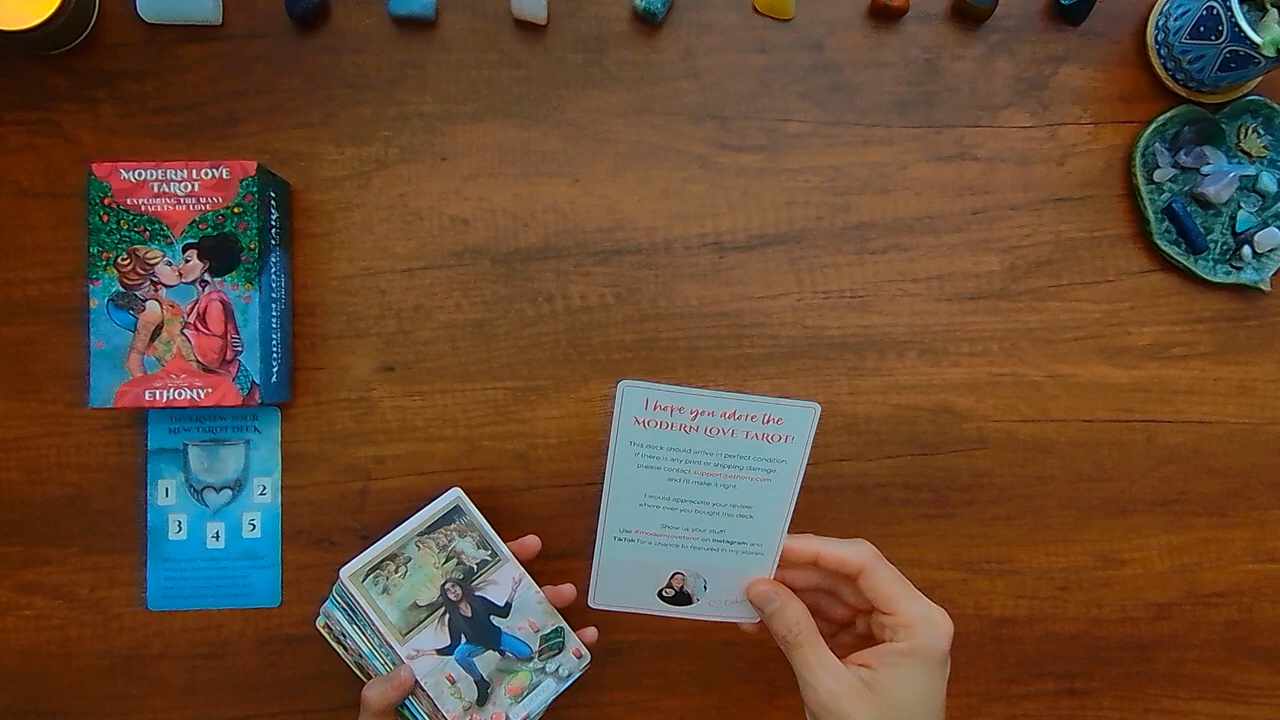 MODERN LOVE
TAROT
EXPLORING THE MANY
FACETS OF LOVE
ETHONY
MODERN LOVE TAROT
INTERVIEW YOUR
NEW TAROT DECK
1
2
3
4
5
I hope you adore the
MODERN LOVE TAROT!
This deck should arrive in perfect condition.
If there is any print or shipping damage,
please contact support@ethony.com
and i'll make it right.
I would appreciate your review
where over you bought this deck.
Show us your stuff!
Use #modernlovetarot on Instagram and
TikTok for a chance to featured in my stories.